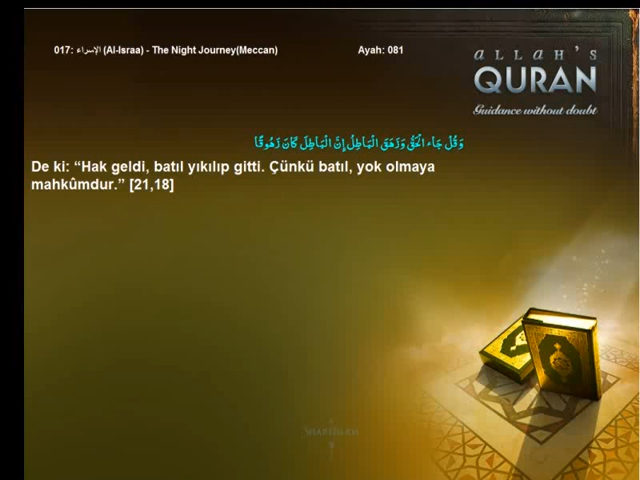 017: الإسراء (Al-Israa) - The Night Journey(Meccan) Ayah: 081
ALLAH'S
QURAN
Guidance without doubt
وَقُلْ جَاءَ الْحَقُّ وَزَهَقَ الْبَاطِلُ إِنَّ الْبَاطِلَ كَانَ زَهُوقًا
De ki: “Hak geldi, batıl yıkılıp gitti. Çünkü batıl, yok olmaya
mahkûmdur.” [21,18]